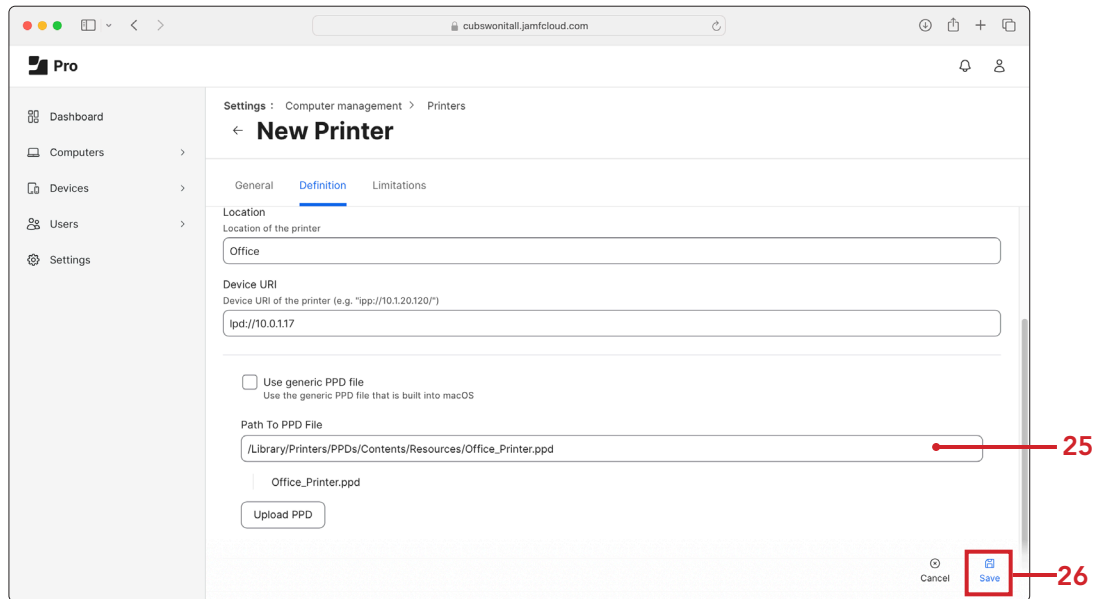 cubswonitall.jamfcloud.com
Pro
Dashboard
Computers
Devices
Users
Settings
Settings : Computer management > Printers
New Printer
General Definition Limitations
Location
Location of the printer
Office
Device URI
Device URI of the printer (e.g. "ipp://10.1.20.120/")
lpd://10.0.1.17
Use generic PPD file
Use the generic PPD file that is built into macOS
Path To PPD File
/Library/Printers/PPDs/Contents/Resources/Office_Printer.ppd
25
Office_Printer.ppd
Upload PPD
Cancel
Save
26